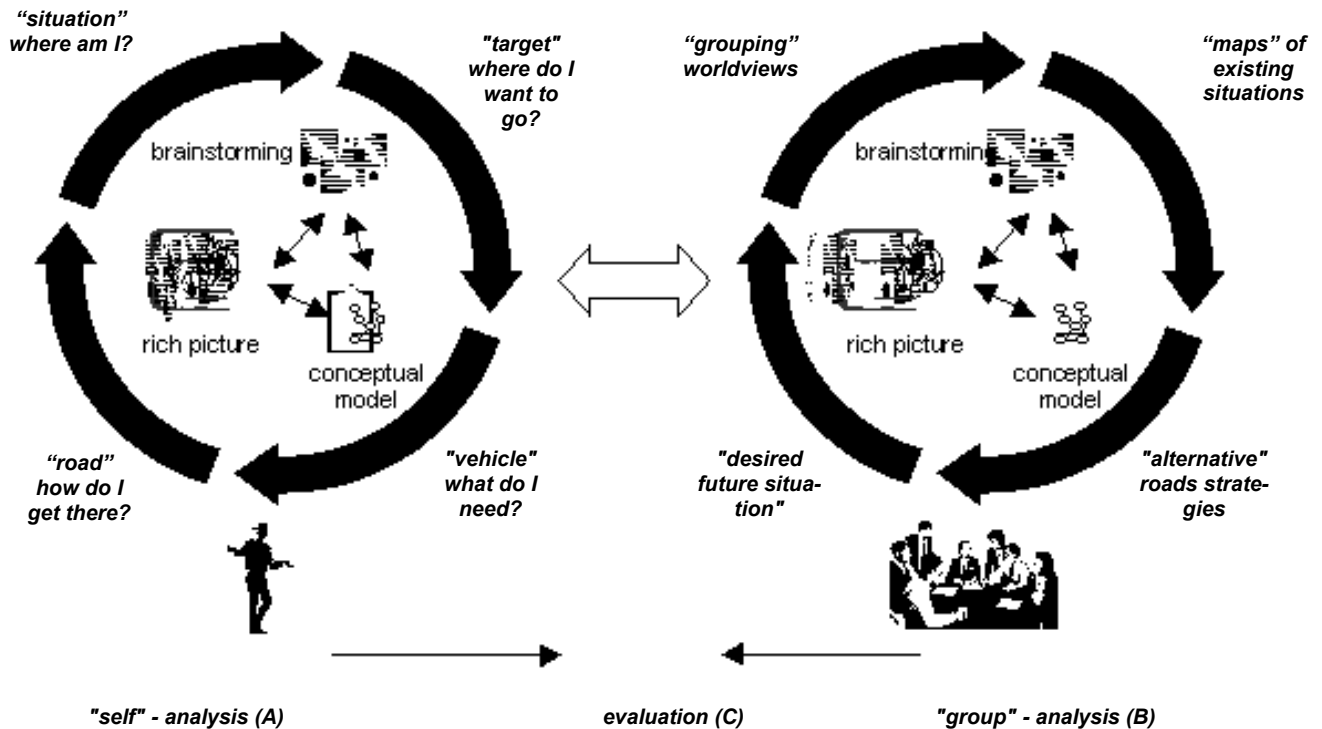 “situation”
where am I?
"target"
where do I
want to
go?
brainstorming
rich picture
conceptual
model
“road”
how do I
get there?
"vehicle"
what do I
need?
“grouping”
worldviews
“maps” of
existing
situations
brainstorming
rich picture
conceptual
model
"desired
future situa-
tion"
"alternative"
roads strate-
gies
"self" - analysis (A)
evaluation (C)
"group" - analysis (B)